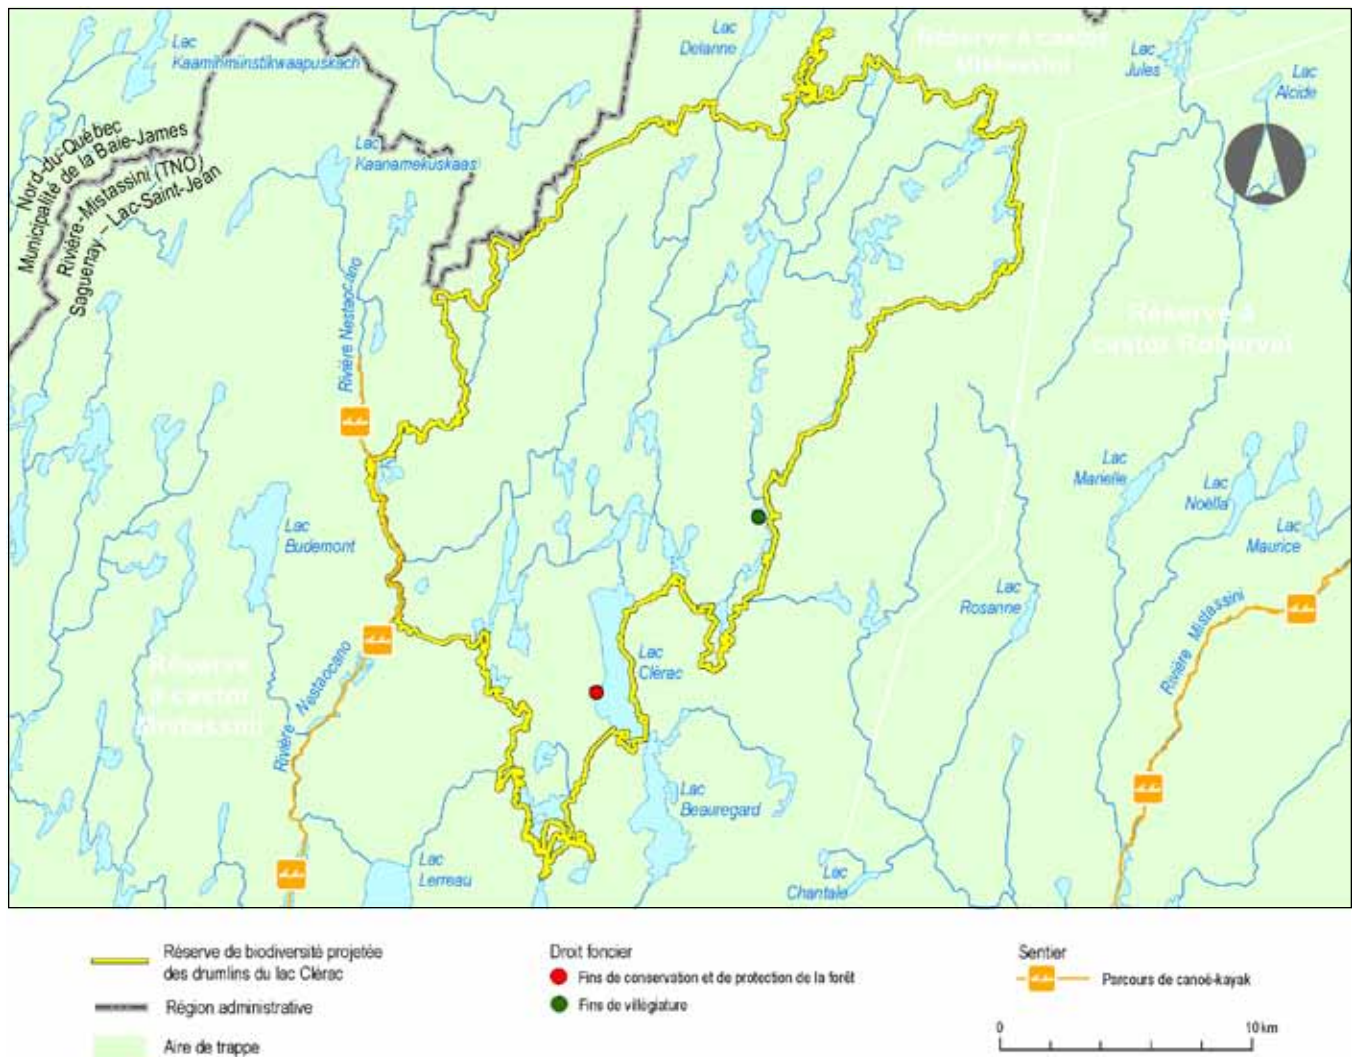 Lac
Kaamihmiinstikwaapuskach
Lac
Delanne
Réserve à castor
Mistassini
Lac
Jules
Lac
Alcide
Nord-du-Québec
Municipalité de la Baie-James
Rivière-Mistassini (TNO)
Saguenay – Lac-Saint-Jean
Lac
Kaanamekuskaasi
Rivière Nestaocano
Réserve à
castor Roberval
Lac
Marielle
Lac
Noëlla
Lac
Maurice
Lac
Budemont
Lac
Rosanne
Rivière Mistassini
Lac
Clérac
Réserve
à castor
Mistassini
Rivière Nestaocano
Lac
Beauregard
Lac
Lerreau
Lac
Chantale
Réserve de biodiversité projetée
des drumlins du lac Clérac
Région administrative
Aire de trappe
Droit foncier
Fins de conservation et de protection de la forêt
Fins de villégiature
Sentier
Parcours de canoë-kayak
0 10 km